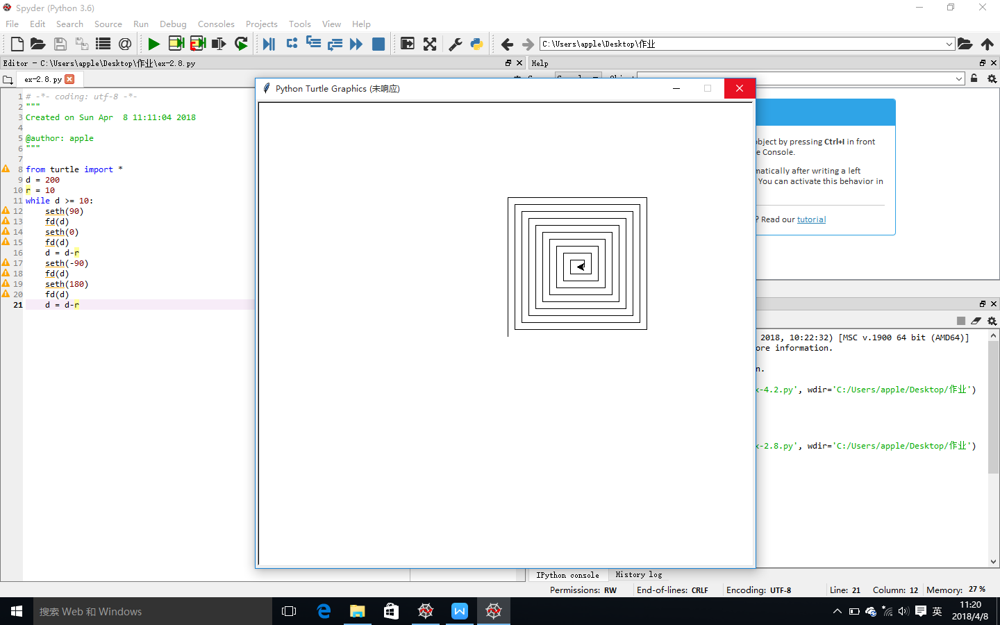 Spyder (Python 3.6)
File Edit Search Source Run Debug Consoles Projects Tools View Help
C:\Users\apple\Desktop\作业
Editor - C:\Users\apple\Desktop\作业\ex-2.8.py
Help
ex-2.8.py
Python Turtle Graphics (未响应)
1 # -*- coding: utf-8 -*-
2 """
3 Created on Sun Apr  8 11:11:04 2018
4
5 @author: apple
6 """
7
8 from turtle import *
9 d = 200
10 r = 10
11 while d >= 10:
12     seth(90)
13     fd(d)
14     seth(0)
15     fd(d)
16     d = d-r
17     seth(-90)
18     fd(d)
19     seth(180)
20     fd(d)
21     d = d-r
object by pressing Ctrl+I in front
e Console.
matically after writing a left
You can activate this behavior in
? Read our tutorial
2018, 10:22:32) [MSC v.1900 64 bit (AMD64)]
ore information.
n.
x-4.2.py', wdir='C:/Users/apple/Desktop/作业')
x-2.8.py', wdir='C:/Users/apple/Desktop/作业')
IPython console History log
Permissions: RW End-of-lines: CRLF Encoding: UTF-8 Line: 21 Column: 12 Memory: 27 %
搜索 Web 和 Windows
英
11:20
2018/4/8